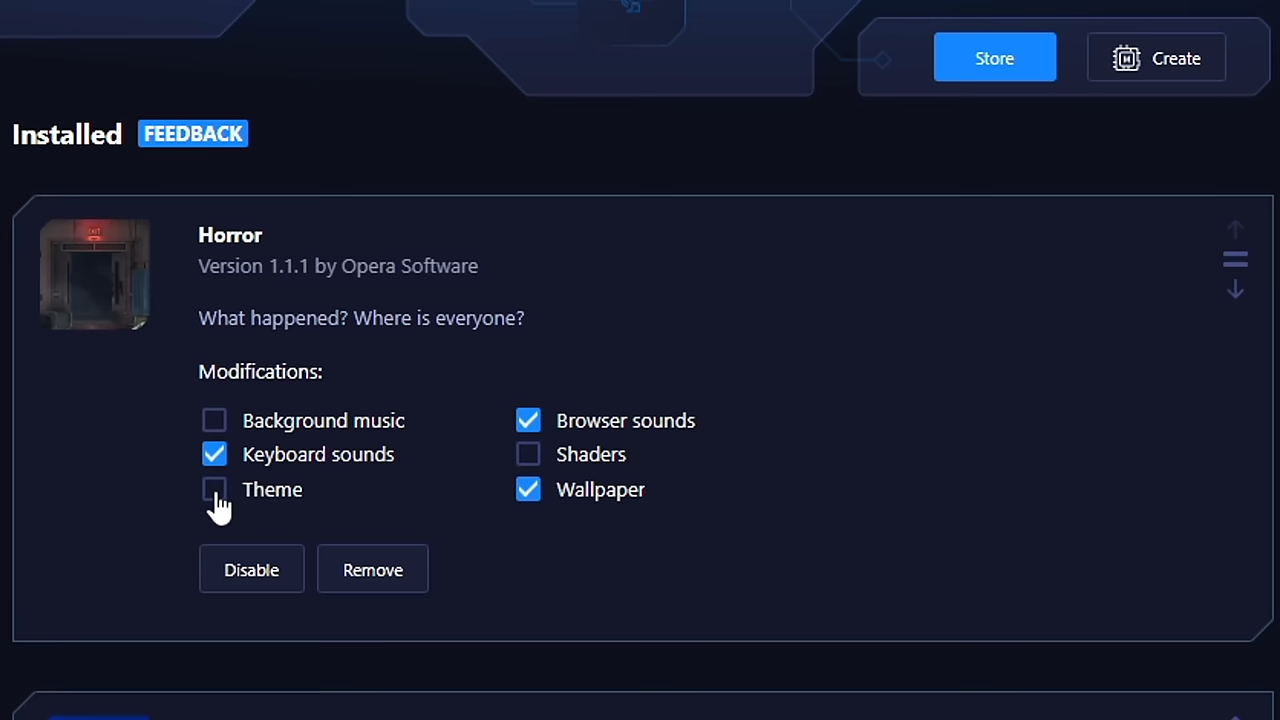 Store
Create
Installed FEEDBACK
EXIT
Horror
Version 1.1.1 by Opera Software
What happened? Where is everyone?
Modifications:
Background music
Browser sounds
Keyboard sounds
Shaders
Theme
Wallpaper
Disable
Remove